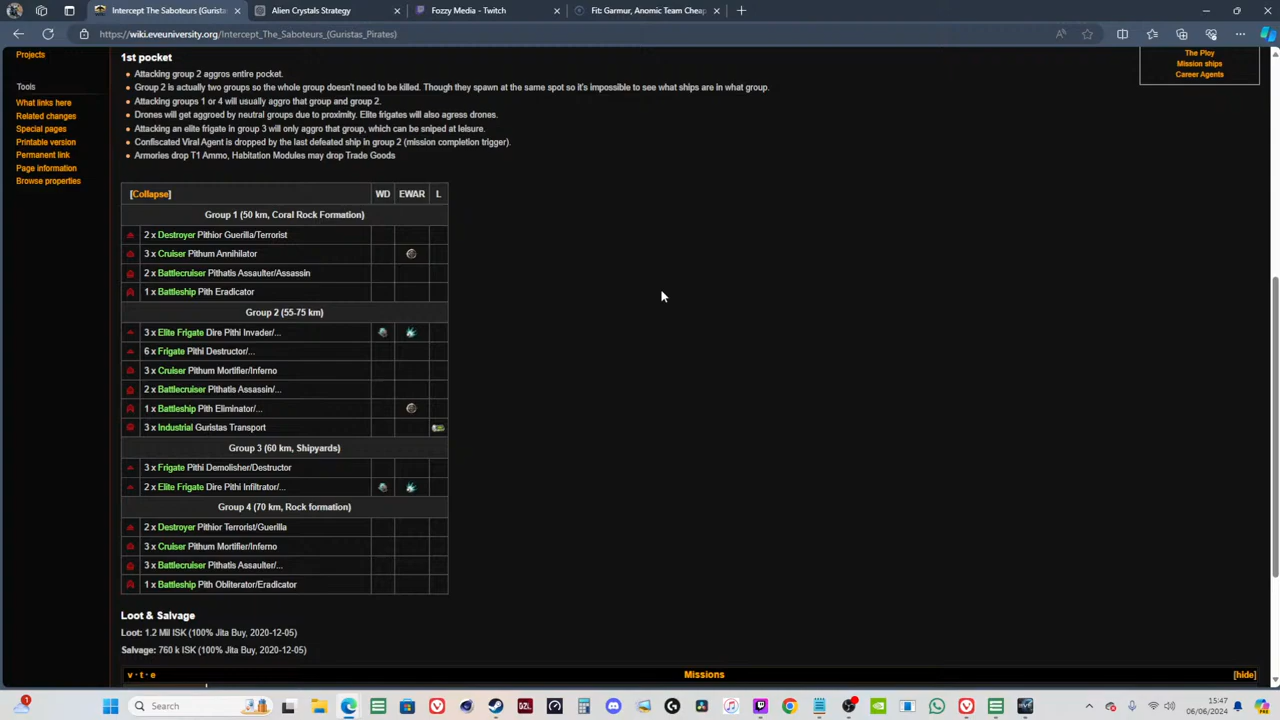 Intercept The Saboteurs (Guristas
Alien Crystals Strategy
Fozzy Media - Twitch
Fit: Garmur, Anomic Team Cheap
https://wiki.eveuniversity.org/Intercept_The_Saboteurs_(Guristas_Pirates)
Projects
Tools
What links here
Related changes
Special pages
Printable version
Permanent link
Page information
Browse properties
The Ploy
Mission ships
Career Agents
1st pocket
Attacking group 2 aggros entire pocket.
Group 2 is actually two groups so the whole group doesn't need to be killed. Though they spawn at the same spot so it's impossible to see what ships are in what group.
Attacking groups 1 or 4 will usually aggro that group and group 2.
Drones will get aggroed by neutral groups due to proximity. Elite frigates will also agress drones.
Attacking an elite frigate in group 3 will only aggro that group, which can be sniped at leisure.
Confiscated Viral Agent is dropped by the last defeated ship in group 2 (mission completion trigger).
Armories drop T1 Ammo, Habitation Modules may drop Trade Goods
[Collapse] WD EWAR L
Group 1 (50 km, Coral Rock Formation)
2 x Destroyer Pithior Guerilla/Terrorist
3 x Cruiser Pithum Annihilator
2 x Battlecruiser Pithatis Assaulter/Assassin
1 x Battleship Pith Eradicator
Group 2 (55-75 km)
3 x Elite Frigate Dire Pithi Invader/...
6 x Frigate Pithi Destructor/...
3 x Cruiser Pithum Mortifier/Inferno
2 x Battlecruiser Pithatis Assassin/...
1 x Battleship Pith Eliminator/...
3 x Industrial Guristas Transport
Group 3 (60 km, Shipyards)
3 x Frigate Pithi Demolisher/Destructor
2 x Elite Frigate Dire Pithi Infiltrator/...
Group 4 (70 km, Rock formation)
2 x Destroyer Pithior Terrorist/Guerilla
3 x Cruiser Pithum Mortifier/Inferno
3 x Battlecruiser Pithatis Assaulter/...
1 x Battleship Pith Obliterator/Eradicator
Loot & Salvage
Loot: 1.2 Mil ISK (100% Jita Buy, 2020-12-05)
Salvage: 760 k ISK (100% Jita Buy, 2020-12-05)
v · t · e Missions [hide]
1
Search
DZL
15:47
06/06/2024